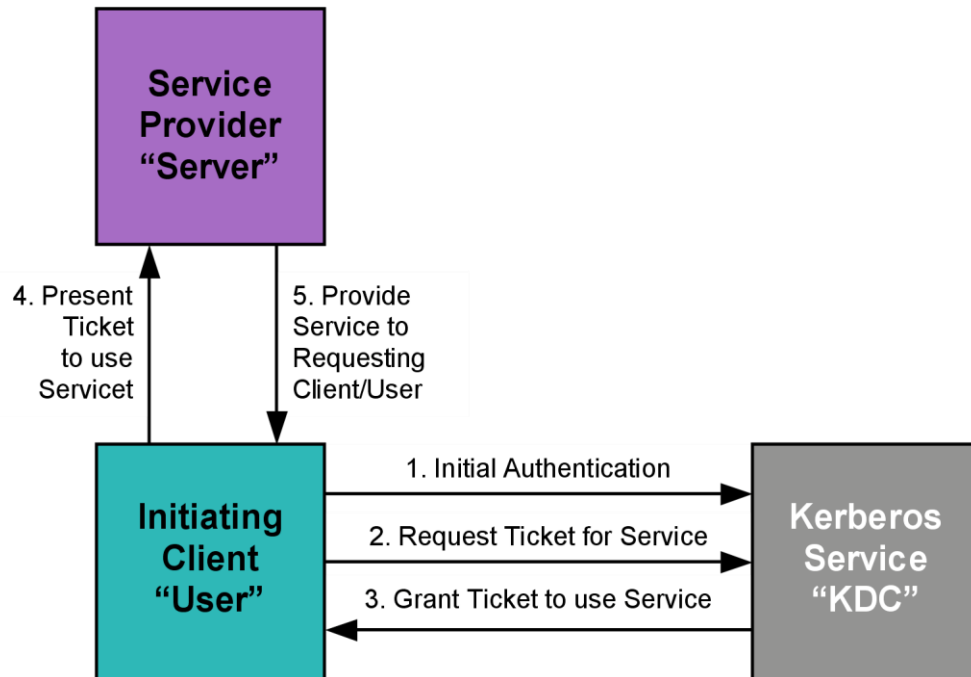 Service
Provider
“Server”
4. Present
Ticket
to use
Servicet
5. Provide
Service to
Requesting
Client/User
Initiating
Client
“User”
1. Initial Authentication
2. Request Ticket for Service
3. Grant Ticket to use Service
Kerberos
Service
“KDC”